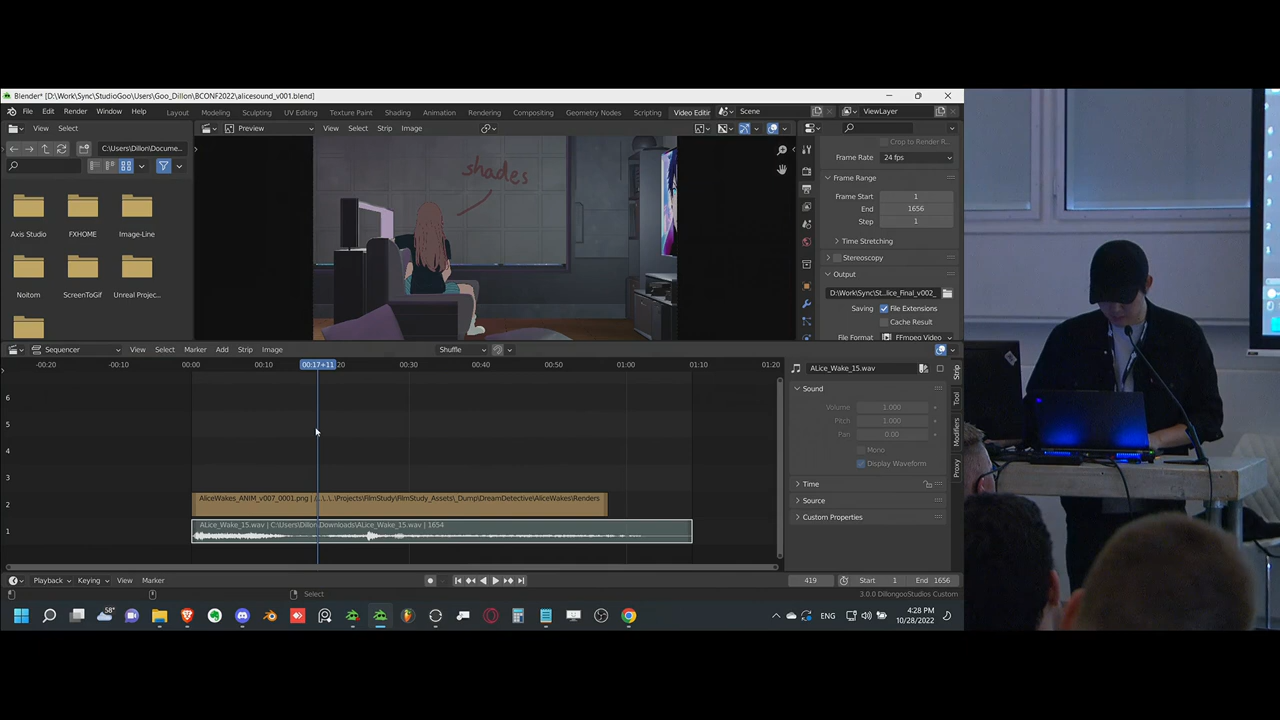 Blender* [D:\Work\Sync\StudioGoo\Users\Goo_Dillon\BCONF2022\alicesound_v001.blend]
File Edit Render Window Help
Layout Modeling Sculpting UV Editing Texture Paint Shading Animation Rendering Compositing Geometry Nodes Scripting Video Editir
Scene
ViewLayer
View Select
Preview
View Select Strip Image
C:\Users\Dillon\Docume...
Axis Studio FXHOME Image-Line
Noitom ScreenToGif Unreal Projec...
shades
Crop to Render R...
Frame Rate 24 fps
Frame Range
Frame Start 1
End 1656
Step 1
Time Stretching
Stereoscopy
Output
D:\Work\Sync\St...lice_Final_v002_
Saving File Extensions
Cache Result
File Format FFmpeg Video
Sequencer View Select Marker Add Strip Image
Shuffle
-00:20 -00:10 00:00 00:10 00:17+11 20 00:30 00:40 00:50 01:00 01:10 01:20
6
5
4
3
2
1
AliceWakes_ANIM_v007_0001.png | /..\..\..\Projects\FilmStudy\FilmStudy_Assets\_Dump\DreamDetective\AliceWakes\Renders
ALice_Wake_15.wav | C:\Users\Dillon\Downloads\ALice_Wake_15.wav | 1654
ALice_Wake_15.wav
Sound
Volume 1.000
Pitch 1.000
Pan 0.00
Mono
Display Waveform
Time
Source
Custom Properties
Strip
Tool
Modifiers
Proxy
Playback Keying View Marker
419 Start 1 End 1656
Select
3.0.0 DillongooStudios Custom
58°
ENG
4:28 PM
10/28/2022